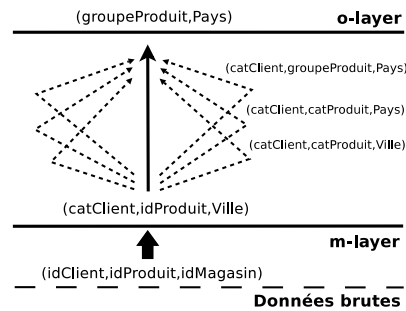 (groupeProduit,Pays) o-layer
(catClient,groupeProduit,Pays)
(catClient,catProduit,Pays)
(catClient,catProduit,Ville)
(catClient,idProduit,Ville)
m-layer
(idClient,idProduit,idMagasin)
Données brutes